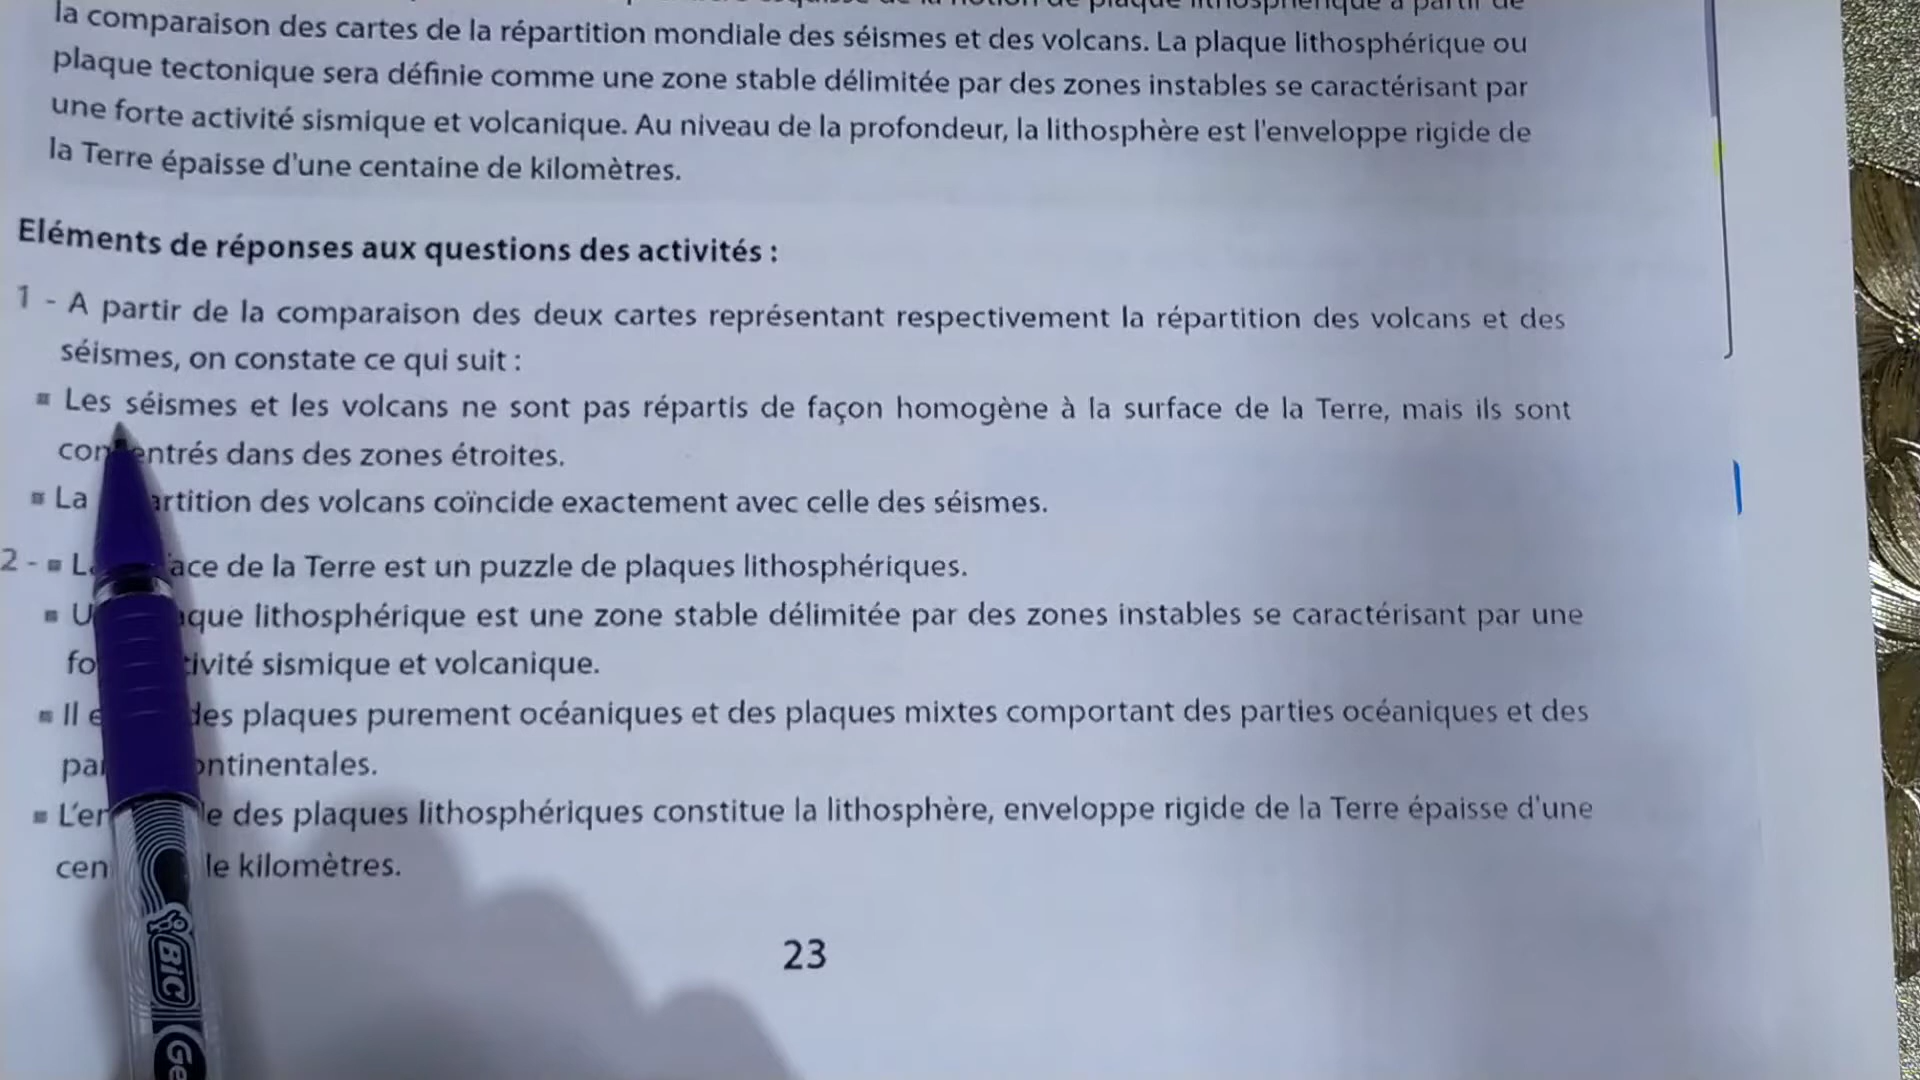 la comparaison des cartes de la répartition mondiale des séismes et des volcans. La plaque lithosphérique ou
plaque tectonique sera définie comme une zone stable délimitée par des zones instables se caractérisant par
une forte activité sismique et volcanique. Au niveau de la profondeur, la lithosphère est l'enveloppe rigide de
la Terre épaisse d'une centaine de kilomètres.
Eléments de réponses aux questions des activités :
1 - A partir de la comparaison des deux cartes représentant respectivement la répartition des volcans et des
séismes, on constate ce qui suit :
▪ Les séismes et les volcans ne sont pas répartis de façon homogène à la surface de la Terre, mais ils sont
concentrés dans des zones étroites.
▪ La artition des volcans coïncide exactement avec celle des séismes.
2 - ▪ L ace de la Terre est un puzzle de plaques lithosphériques.
▪ U que lithosphérique est une zone stable délimitée par des zones instables se caractérisant par une
fo ivité sismique et volcanique.
▪ Il e des plaques purement océaniques et des plaques mixtes comportant des parties océaniques et des
par ontinentales.
▪ L'en le des plaques lithosphériques constitue la lithosphère, enveloppe rigide de la Terre épaisse d'une
cen de kilomètres.
23
BIC
Ge